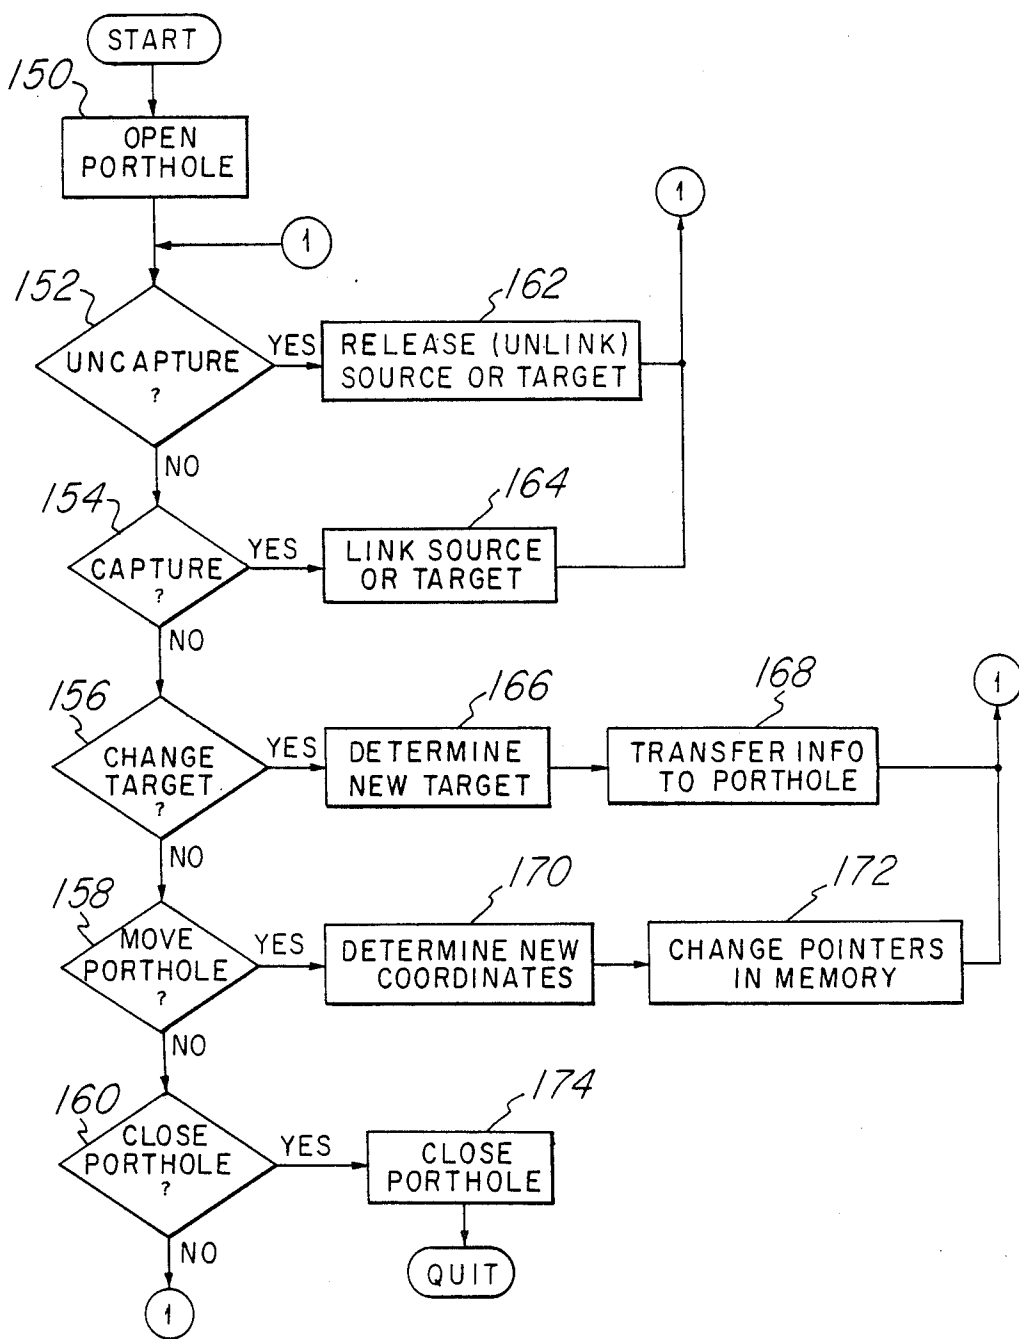 START
150
OPEN
PORTHOLE
1
1
152
UNCAPTURE
?
YES
162
RELEASE (UNLINK)
SOURCE OR TARGET
NO
154
CAPTURE
?
YES
164
LINK SOURCE
OR TARGET
NO
156
CHANGE
TARGET
?
YES
166
DETERMINE
NEW TARGET
168
TRANSFER INFO
TO PORTHOLE
1
NO
158
MOVE
PORTHOLE
?
YES
170
DETERMINE NEW
COORDINATES
172
CHANGE POINTERS
IN MEMORY
NO
160
CLOSE
PORTHOLE
?
YES
174
CLOSE
PORTHOLE
NO
QUIT
1